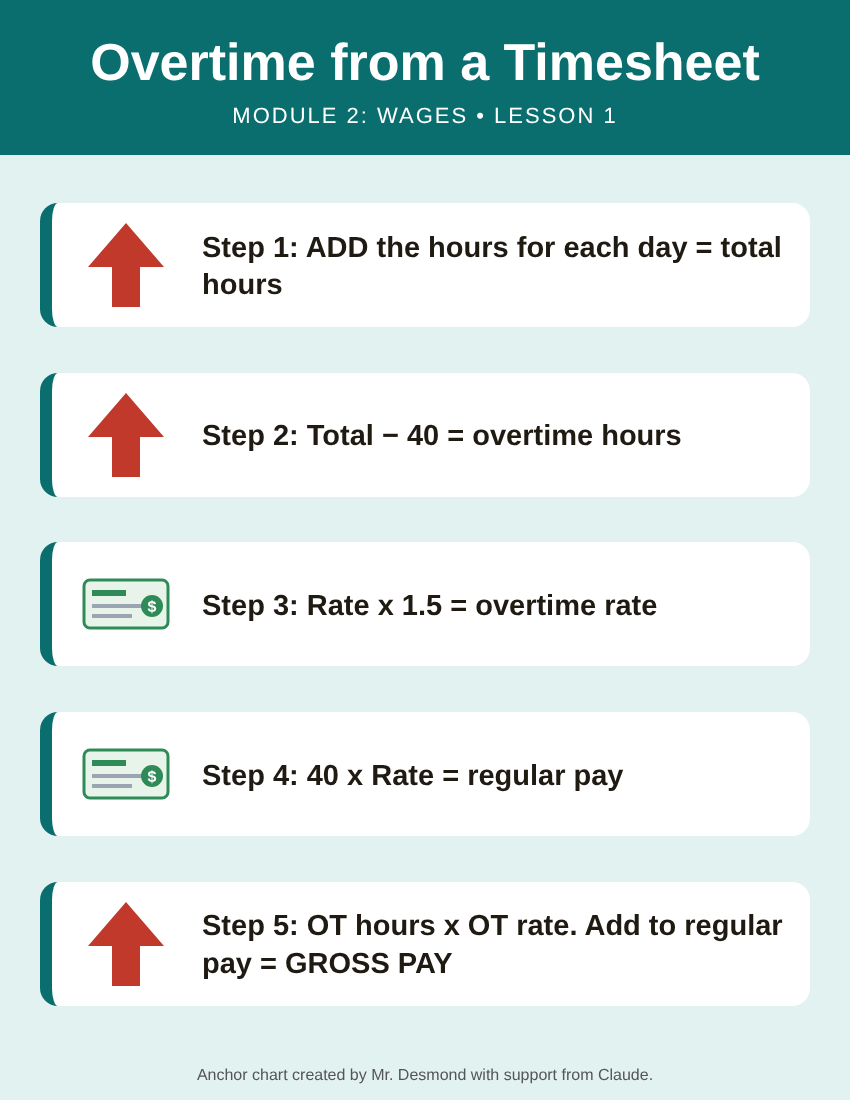 Overtime from a Timesheet
MODULE 2: WAGES • LESSON 1
Step 1: ADD the hours for each day = total
hours
Step 2: Total − 40 = overtime hours
$
Step 3: Rate x 1.5 = overtime rate
$
Step 4: 40 x Rate = regular pay
Step 5: OT hours x OT rate. Add to regular
pay = GROSS PAY
Anchor chart created by Mr. Desmond with support from Claude.